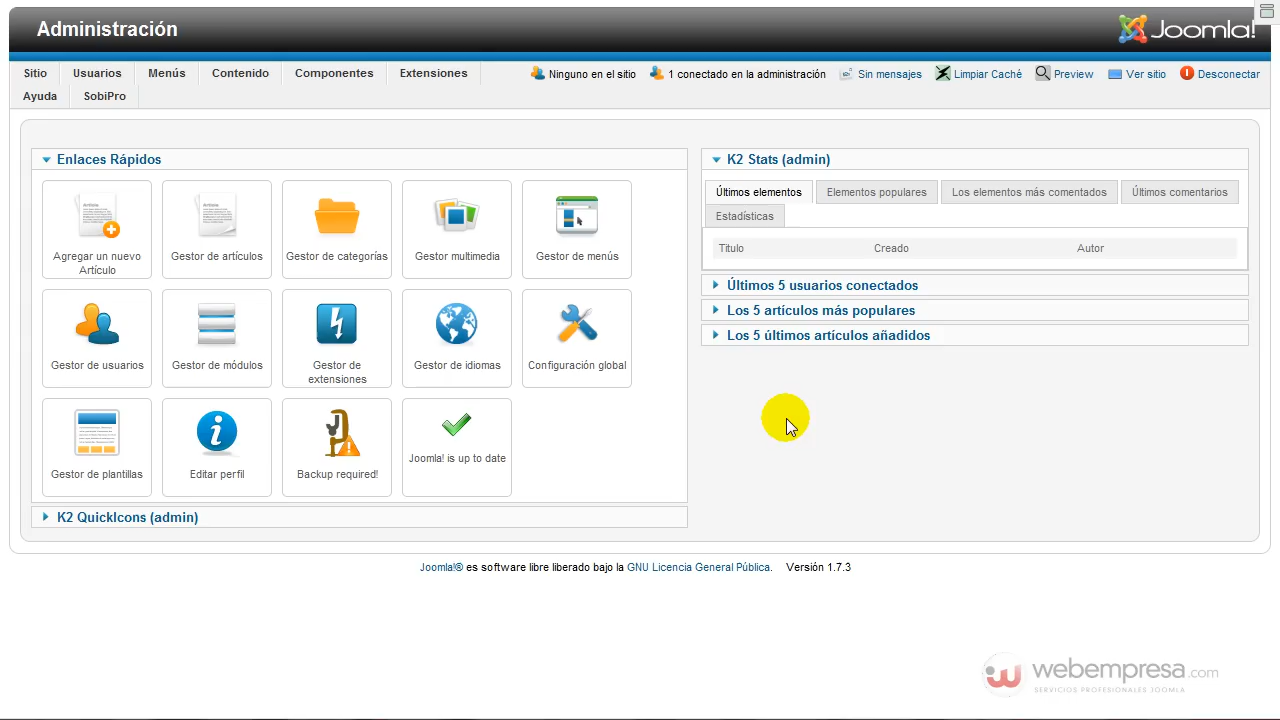 Administración
Joomla!
Sitio Usuarios Menús Contenido Componentes Extensiones
Ninguno en el sitio 1 conectado en la administración Sin mensajes Limpiar Caché Preview Ver sitio Desconectar
Ayuda SobiPro
Enlaces Rápidos
Agregar un nuevo
Artículo
Gestor de artículos
Gestor de categorías
Gestor multimedia
Gestor de menús
Gestor de usuarios
Gestor de módulos
Gestor de
extensiones
Gestor de idiomas
Configuración global
Gestor de plantillas
Editar perfil
Backup required!
Joomla! is up to date
K2 QuickIcons (admin)
K2 Stats (admin)
Últimos elementos Elementos populares Los elementos más comentados Últimos comentarios
Estadísticas
Titulo Creado Autor
Últimos 5 usuarios conectados
Los 5 artículos más populares
Los 5 últimos artículos añadidos
Joomla!® es software libre liberado bajo la GNU Licencia General Pública. Versión 1.7.3
webempresa.com
SERVICIOS PROFESIONALES JOOMLA